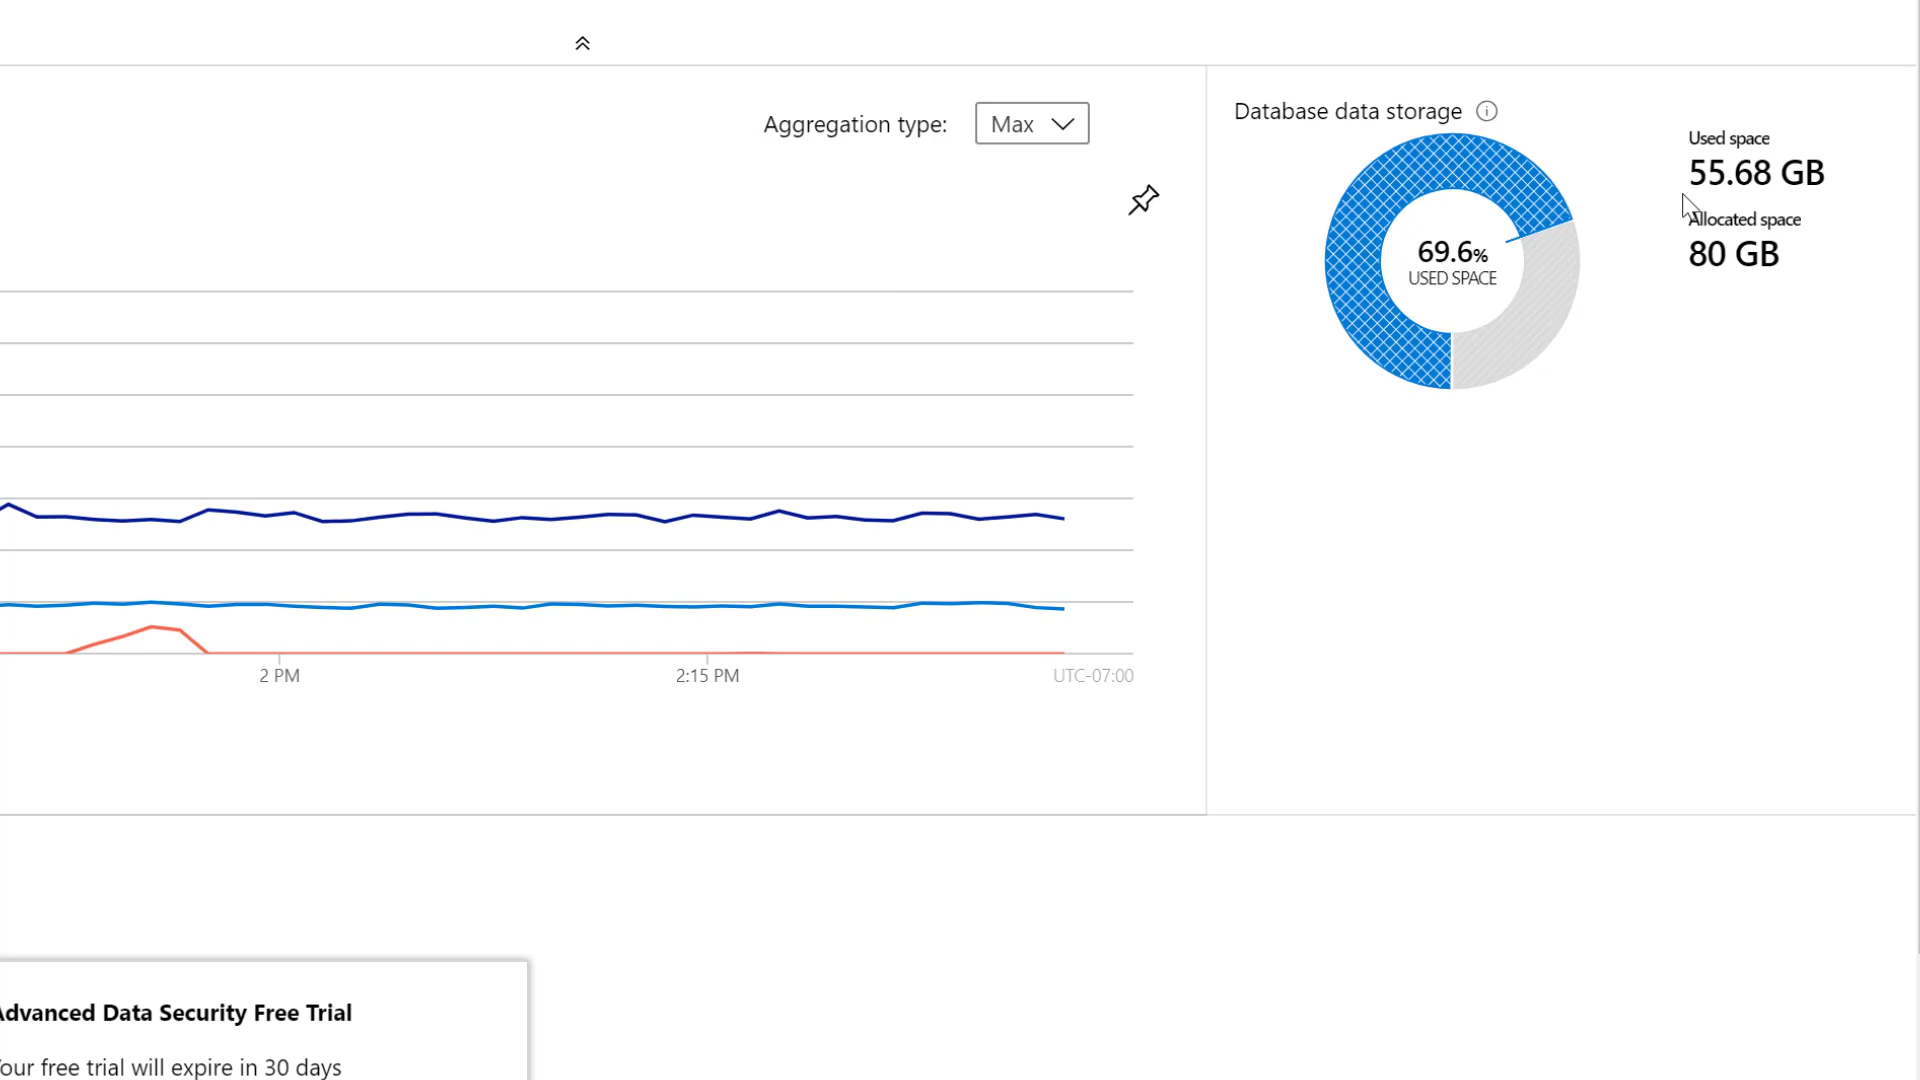 Aggregation type: Max
Database data storage
Used space
55.68 GB
Allocated space
80 GB
69.6%
USED SPACE
2 PM
2:15 PM
UTC-07:00
Advanced Data Security Free Trial
our free trial will expire in 30 days